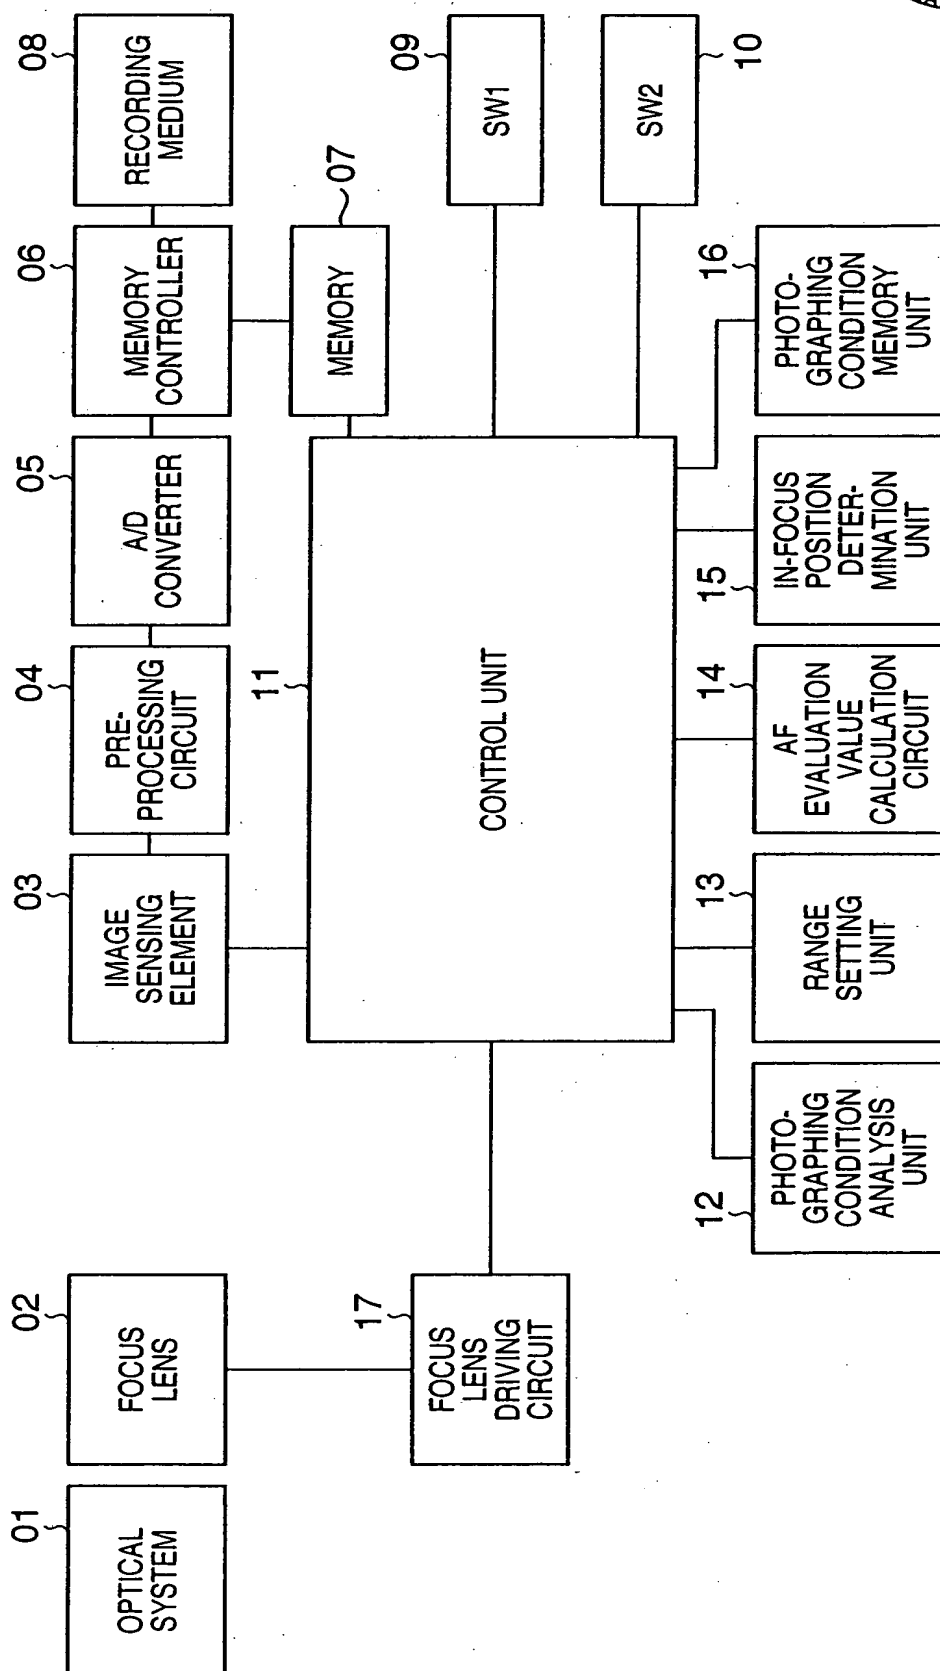 01
OPTICAL
SYSTEM
02
FOCUS
LENS
03
IMAGE
SENSING
ELEMENT
04
PRE-
PROCESSING
CIRCUIT
05
A/D
CONVERTER
06
MEMORY
CONTROLLER
08
RECORDING
MEDIUM
07
MEMORY
17
FOCUS
LENS
DRIVING
CIRCUIT
11
CONTROL UNIT
09
SW1
10
SW2
12
PHOTO-
GRAPHING
CONDITION
ANALYSIS
UNIT
13
RANGE
SETTING
UNIT
14
AF
EVALUATION
VALUE
CALCULATION
CIRCUIT
15
IN-FOCUS
POSITION
DETER-
MINATION
UNIT
16
PHOTO-
GRAPHING
CONDITION
MEMORY
UNIT